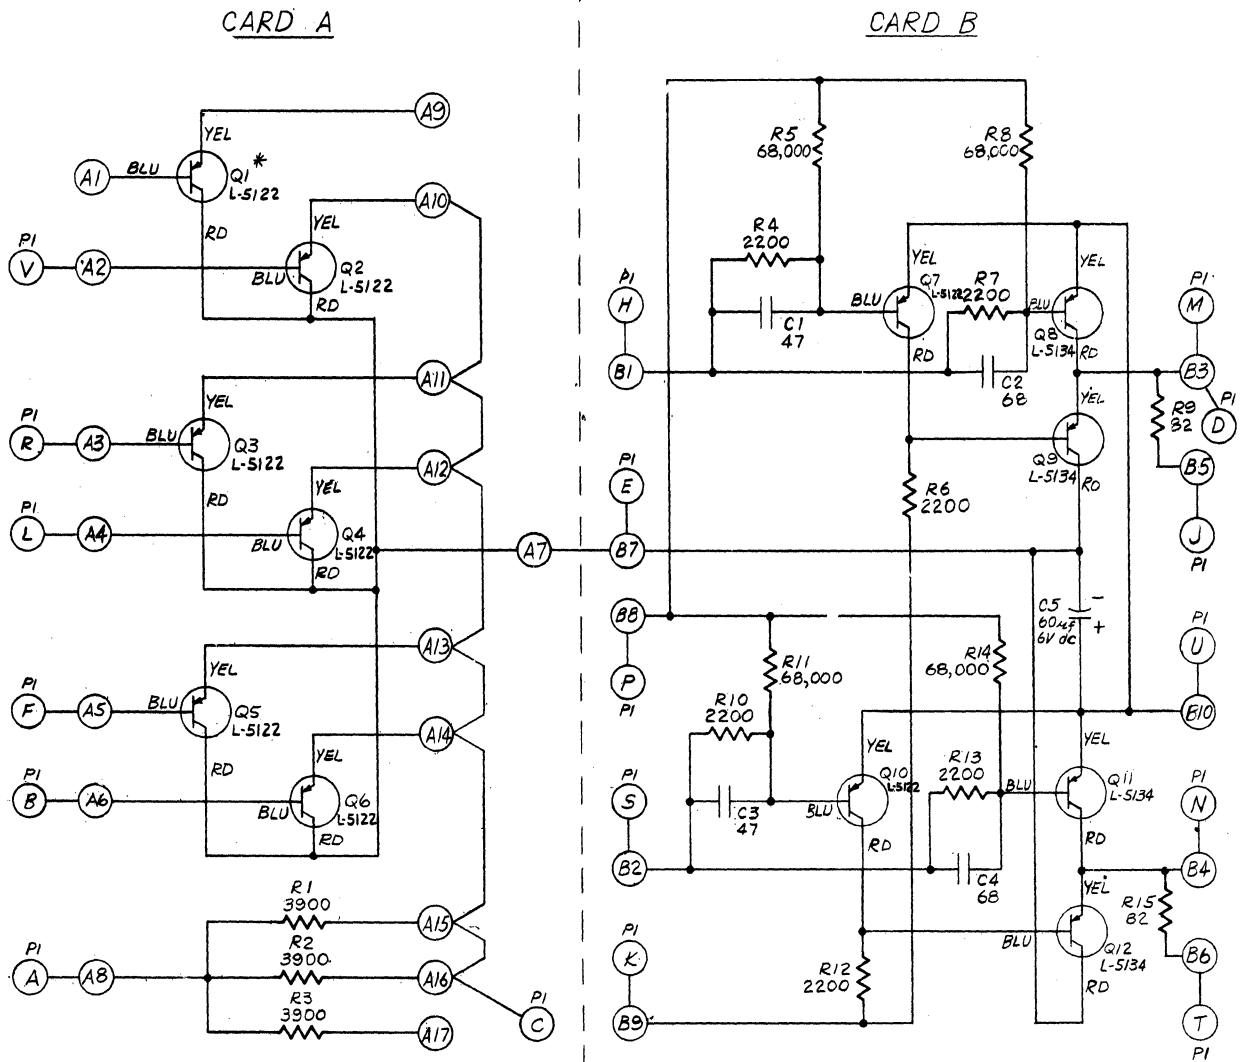 CARD A
CARD B
A9
YEL
A1
BLU
Q1 *
L-5122
RD
A10
YEL
P1
V
A2
BLU
Q2
L-5122
RD
A11
YEL
P1
R
A3
BLU
Q3
L-5122
RD
A12
YEL
P1
L
A4
BLU
Q4
L-5122
RD
A7
A13
YEL
P1
F
A5
BLU
Q5
L-5122
RD
A14
YEL
P1
B
A6
BLU
Q6
L-5122
RD
R1
3900
A15
P1
A
A8
R2
3900
A16
R3
3900
A17
P1
C
R5
68,000
R8
68,000
R4
2200
C1
47
YEL
BLU
Q7
L-5122
RD
R7
2200
C2
68
YEL
BLU
Q8
L-5134
RD
P1
H
B1
P1
M
B3
P1
D
R9
82
YEL
Q9
L-5134
RD
B5
J
P1
R6
2200
P1
E
B7
B8
P
P1
C5
60µf
6V dc
-
+
P1
U
B10
R11
68,000
R14
68,000
R10
2200
C3
47
YEL
BLU
Q10
L-5122
RD
R13
2200
C4
68
YEL
BLU
Q11
L-5134
RD
P1
S
B2
P1
N
B4
R15
82
YEL
BLU
Q12
L-5134
RD
B6
T
P1
R12
2200
P1
K
B9